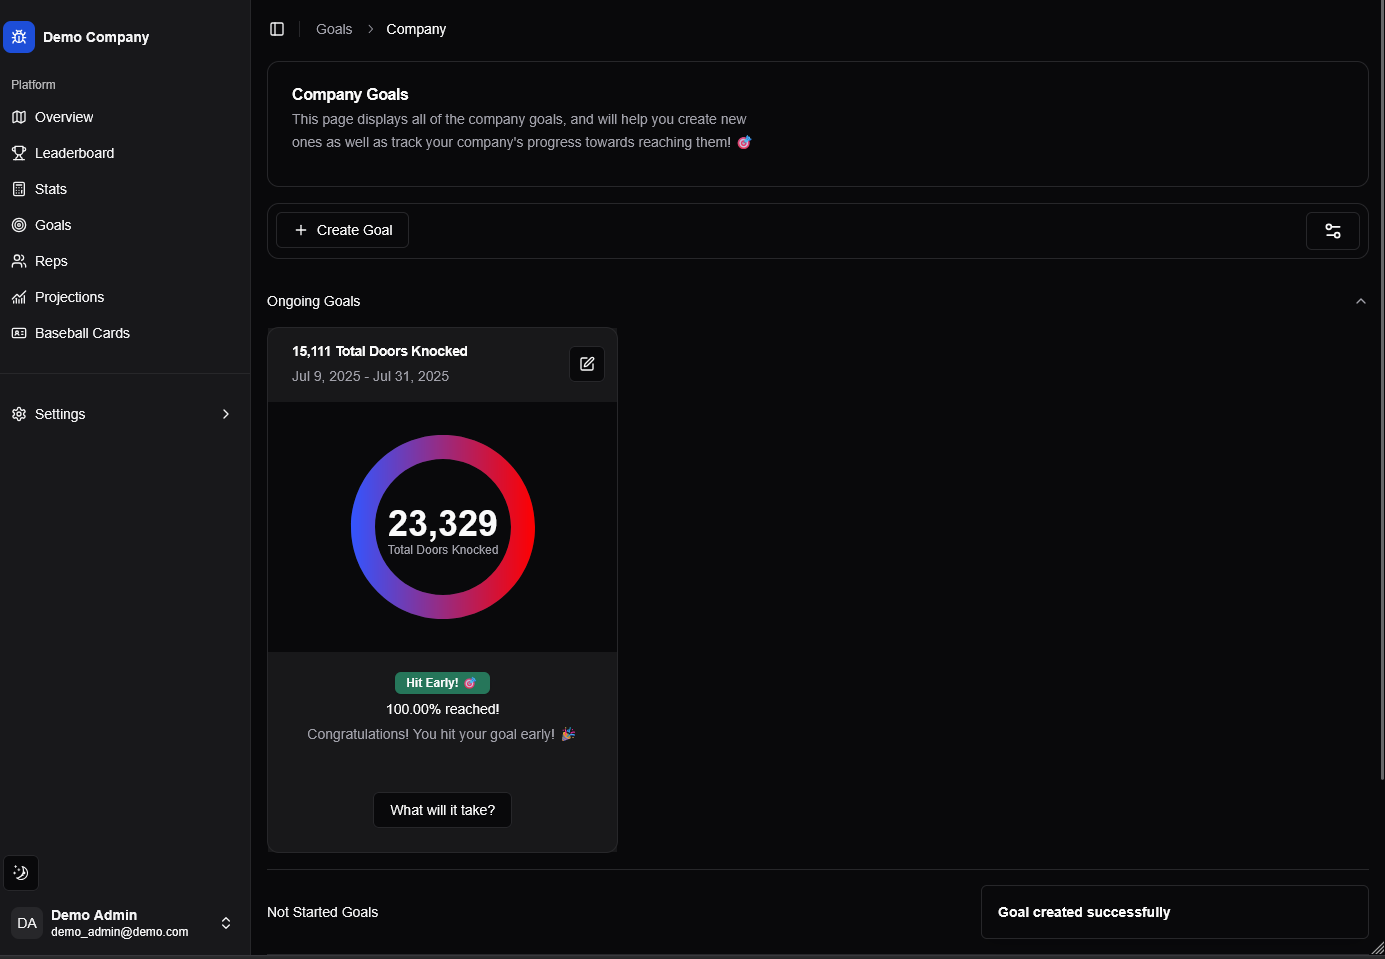 Demo Company
Platform
Overview
Leaderboard
Stats
Goals
Reps
Projections
Baseball Cards
Settings
DA
Demo Admin
demo_admin@demo.com
Goals > Company
Company Goals
This page displays all of the company goals, and will help you create new
ones as well as track your company's progress towards reaching them! 🎯
Create Goal
Ongoing Goals
15,111 Total Doors Knocked
Jul 9, 2025 - Jul 31, 2025
23,329
Total Doors Knocked
Hit Early! 🎯
100.00% reached!
Congratulations! You hit your goal early! 🎉
What will it take?
Not Started Goals
Goal created successfully